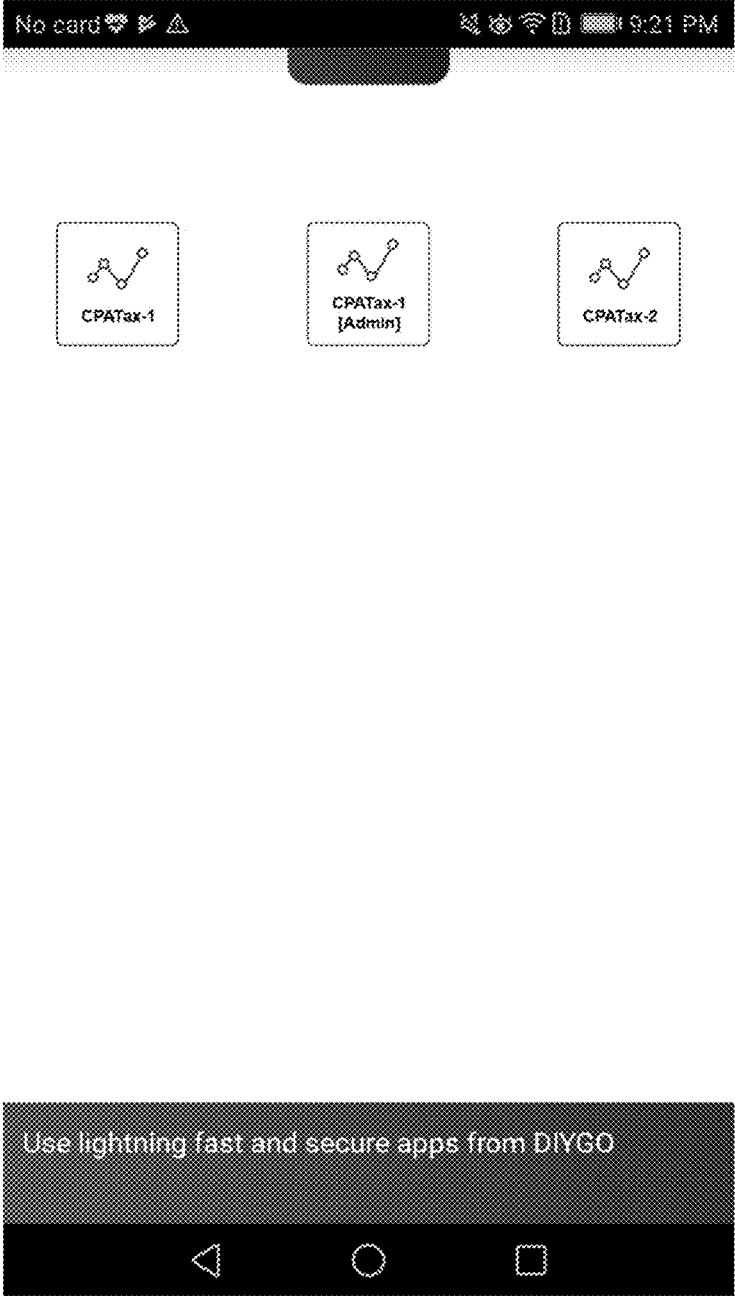 No card 9:21 PM
CPATax-1
CPATax-1
[Admin]
CPATax-2
Use lightning fast and secure apps from DIYGO